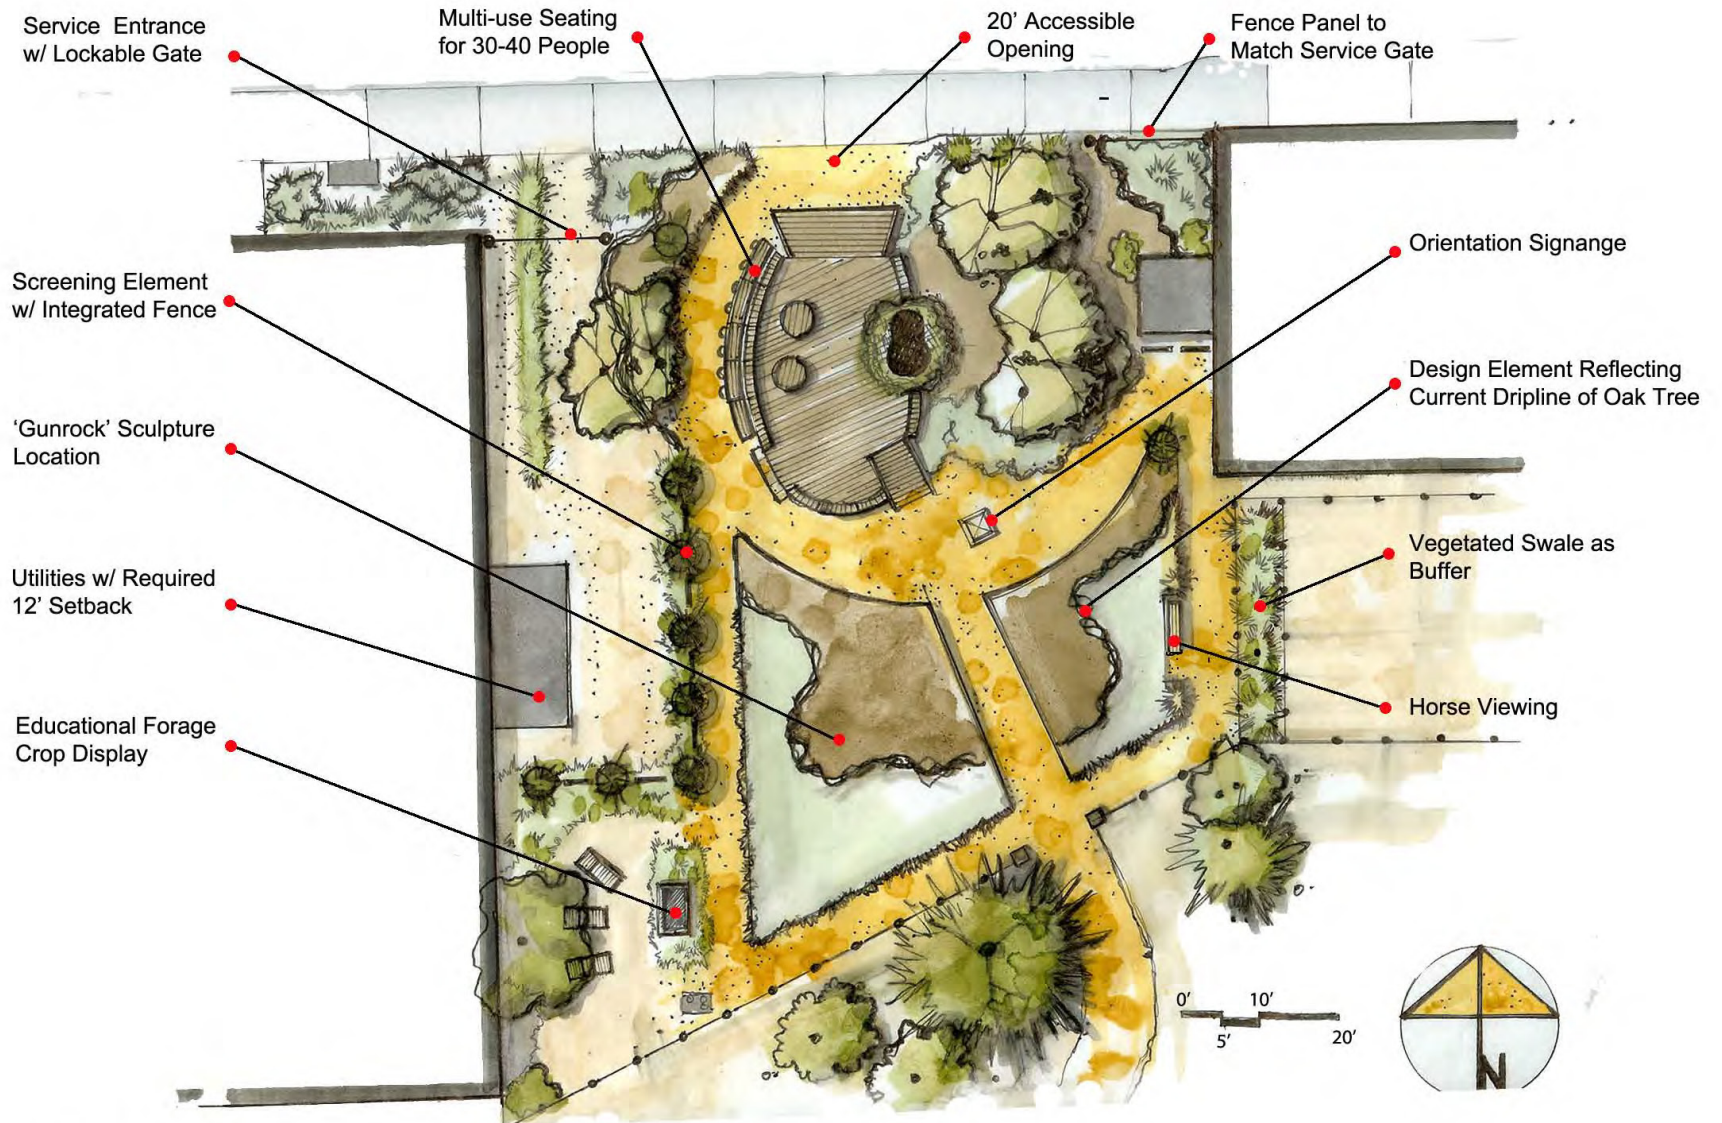 Service Entrance
w/ Lockable Gate
Multi-use Seating
for 30-40 People
20’ Accessible
Opening
Fence Panel to
Match Service Gate
Screening Element
w/ Integrated Fence
‘Gunrock’ Sculpture
Location
Utilities w/ Required
12’ Setback
Educational Forage
Crop Display
Orientation Signange
Design Element Reflecting
Current Dripline of Oak Tree
Vegetated Swale as
Buffer
Horse Viewing
0’ 10’
5’ 20’
N